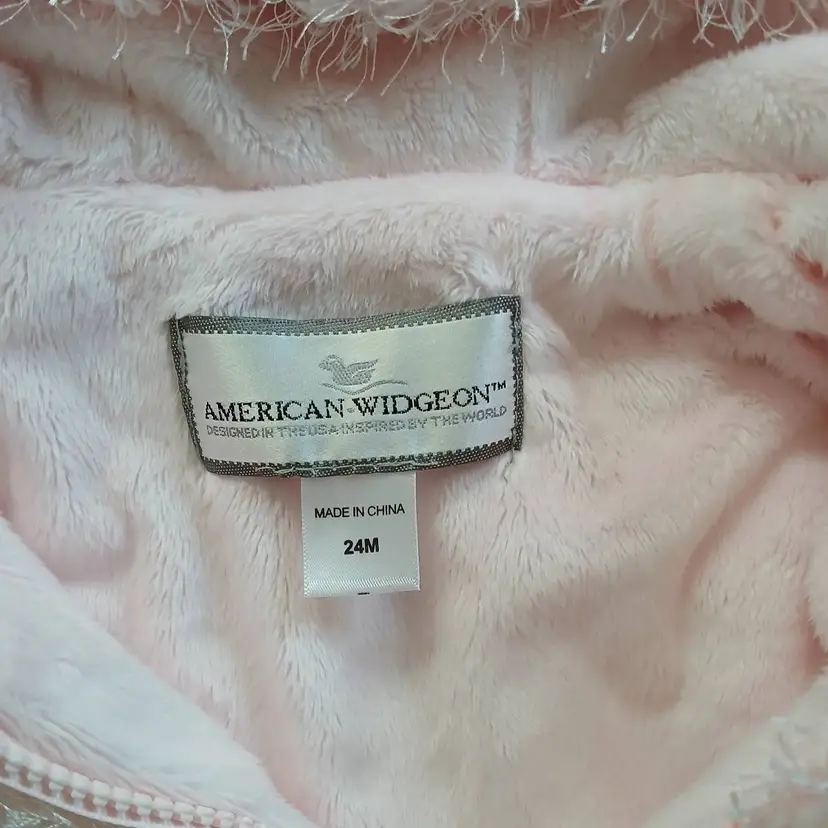 AMERICAN WIDGEON™
DESIGNED IN THE USA INSPIRED BY THE WORLD
MADE IN CHINA
24M